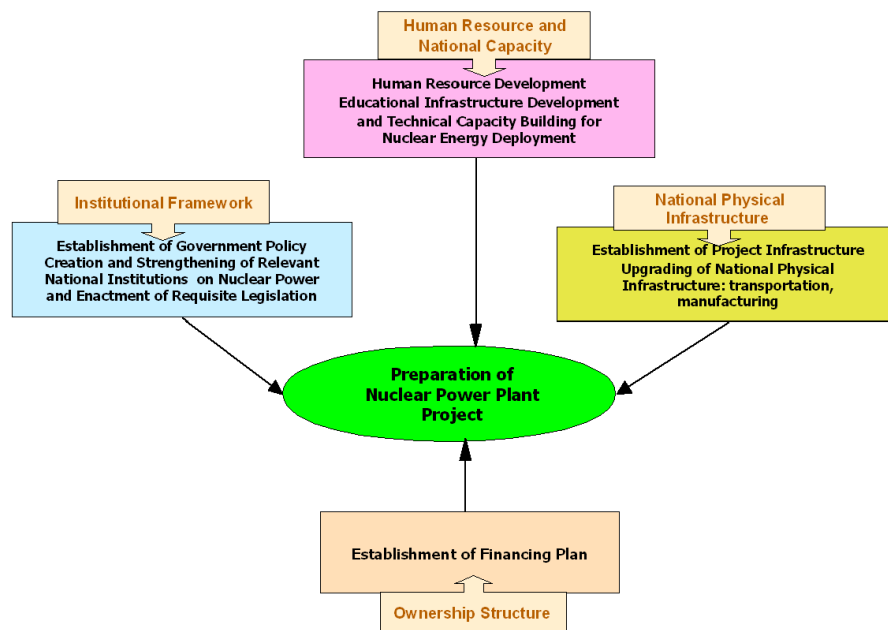 Human Resource and
National Capacity
Human Resource Development
Educational Infrastructure Development
and Technical Capacity Building for
Nuclear Energy Deployment
Institutional Framework
Establishment of Government Policy
Creation and Strengthening of Relevant
National Institutions on Nuclear Power
and Enactment of Requisite Legislation
National Physical
Infrastructure
Establishment of Project Infrastructure
Upgrading of National Physical
Infrastructure: transportation,
manufacturing
Preparation of
Nuclear Power Plant
Project
Establishment of Financing Plan
Ownership Structure